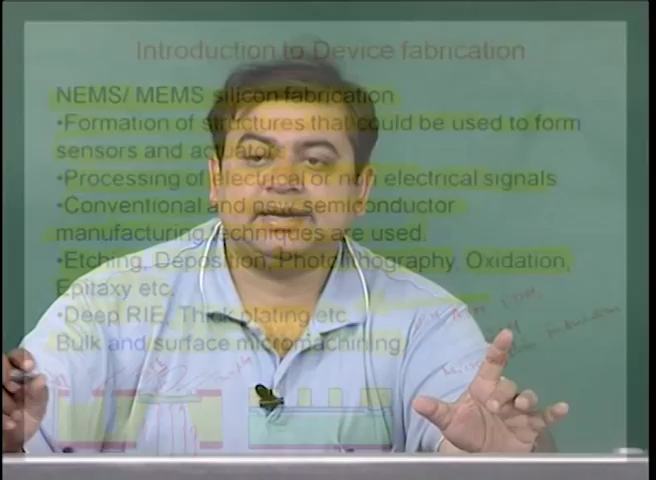 Introduction to Device fabrication
NEMS/ MEMS silicon fabrication
•Formation of structures that could be used to form
sensors and actuators
•Processing of electrical or non electrical signals
•Conventional and new semiconductor
manufacturing techniques are used.
•Etching, Deposition, Photolithography, Oxidation,
Epitaxy etc.
•Deep RIE, Thick plating etc
Bulk and surface micromachining